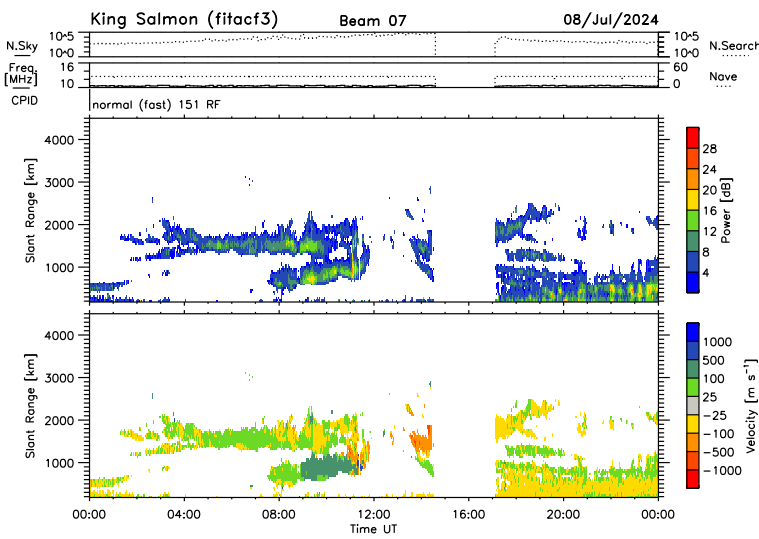 King Salmon (fitacf3) Beam 07 08/Jul/2024
N.Sky 10^5 10^0 10^5 10^0 N.Search
Freq. [MHz] 16 10 60 0 Nave
CPID normal (fast) 151 RF
Slant Range [km] 4000 3000 2000 1000
28 24 20 16 12 8 4 Power [dB]
Slant Range [km] 4000 3000 2000 1000
1000 500 100 25 −25 −100 −500 −1000 Velocity [m s⁻¹]
00:00 04:00 08:00 12:00 16:00 20:00 00:00
Time UT